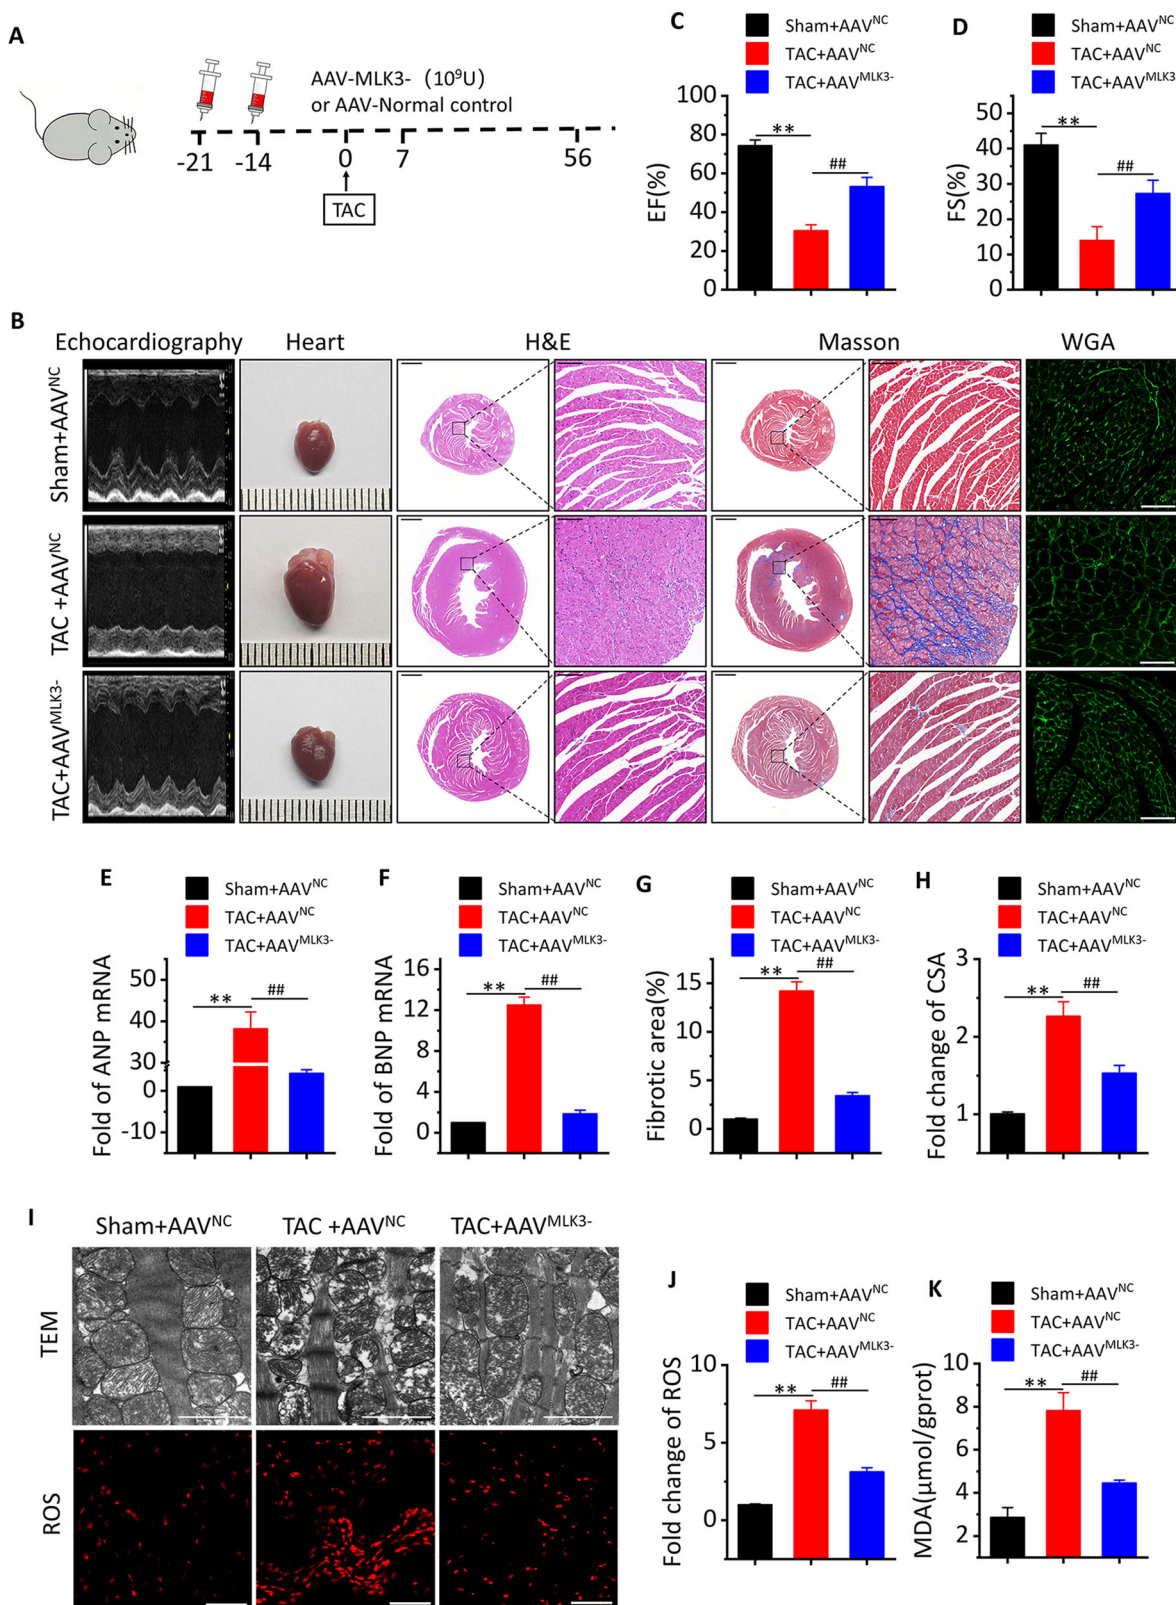 A
AAV-MLK3- (10⁹U)
or AAV-Normal control
-21 -14 0 7 56
TAC
C
Sham+AAV^NC
TAC+AAV^NC
TAC+AAV^MLK3-
EF(%)
80
60
40
20
0
**
##
D
Sham+AAV^NC
TAC+AAV^NC
TAC+AAV^MLK3
FS(%)
50
40
30
20
10
0
**
##
B
Echocardiography Heart H&E Masson WGA
Sham+AAV^NC
TAC +AAV^NC
TAC+AAV^MLK3-
E
Sham+AAV^NC
TAC+AAV^NC
TAC+AAV^MLK3-
Fold of ANP mRNA
50
40
30
0
-10
**
##
F
Sham+AAV^NC
TAC+AAV^NC
TAC+AAV^MLK3-
Fold of BNP mRNA
16
12
8
4
0
**
##
G
Sham+AAV^NC
TAC+AAV^NC
TAC+AAV^MLK3-
Fibrotic area(%)
15
10
5
0
**
##
H
Sham+AAV^NC
TAC+AAV^NC
TAC+AAV^MLK3-
Fold change of CSA
3
2
1
**
##
I
Sham+AAV^NC TAC +AAV^NC TAC+AAV^MLK3-
TEM
ROS
J
Sham+AAV^NC
TAC+AAV^NC
TAC+AAV^MLK3-
Fold change of ROS
10
5
0
**
##
K
Sham+AAV^NC
TAC+AAV^NC
TAC+AAV^MLK3-
MDA(μmol/gprot)
10
8
6
4
2
**
##